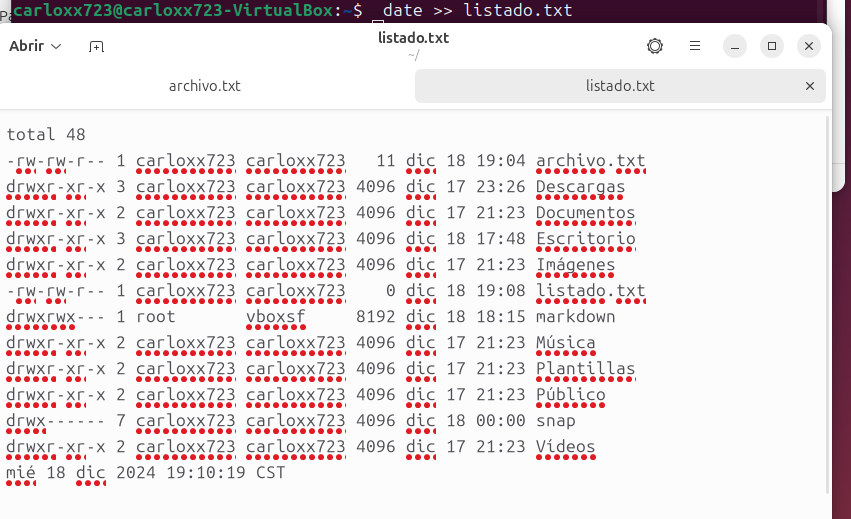 carloxx723@carloxx723-VirtualBox:~$ date >> listado.txt
Abrir
listado.txt
~/
archivo.txt
listado.txt
total 48
-rw-rw-r-- 1 carloxx723 carloxx723   11 dic 18 19:04 archivo.txt
drwxr-xr-x 3 carloxx723 carloxx723 4096 dic 17 23:26 Descargas
drwxr-xr-x 2 carloxx723 carloxx723 4096 dic 17 21:23 Documentos
drwxr-xr-x 3 carloxx723 carloxx723 4096 dic 18 17:48 Escritorio
drwxr-xr-x 2 carloxx723 carloxx723 4096 dic 17 21:23 Imágenes
-rw-rw-r-- 1 carloxx723 carloxx723    0 dic 18 19:08 listado.txt
drwxrwx--- 1 root       vboxsf     8192 dic 18 18:15 markdown
drwxr-xr-x 2 carloxx723 carloxx723 4096 dic 17 21:23 Música
drwxr-xr-x 2 carloxx723 carloxx723 4096 dic 17 21:23 Plantillas
drwxr-xr-x 2 carloxx723 carloxx723 4096 dic 17 21:23 Público
drwx------ 7 carloxx723 carloxx723 4096 dic 18 00:00 snap
drwxr-xr-x 2 carloxx723 carloxx723 4096 dic 17 21:23 Vídeos
mié 18 dic 2024 19:10:19 CST